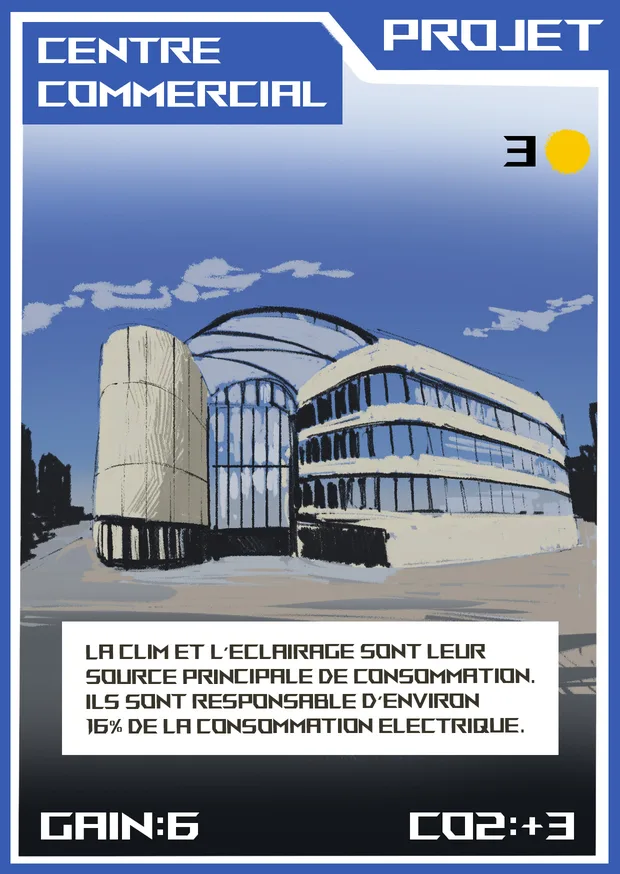 CENTRE
COMMERCIAL
PROJET
3
LA CLIM ET L'ECLAIRAGE SONT LEUR
SOURCE PRINCIPALE DE CONSOMMATION.
ILS SONT RESPONSABLE D'ENVIRON
16% DE LA CONSOMMATION ELECTRIQUE.
GAIN:6
CO2:+3